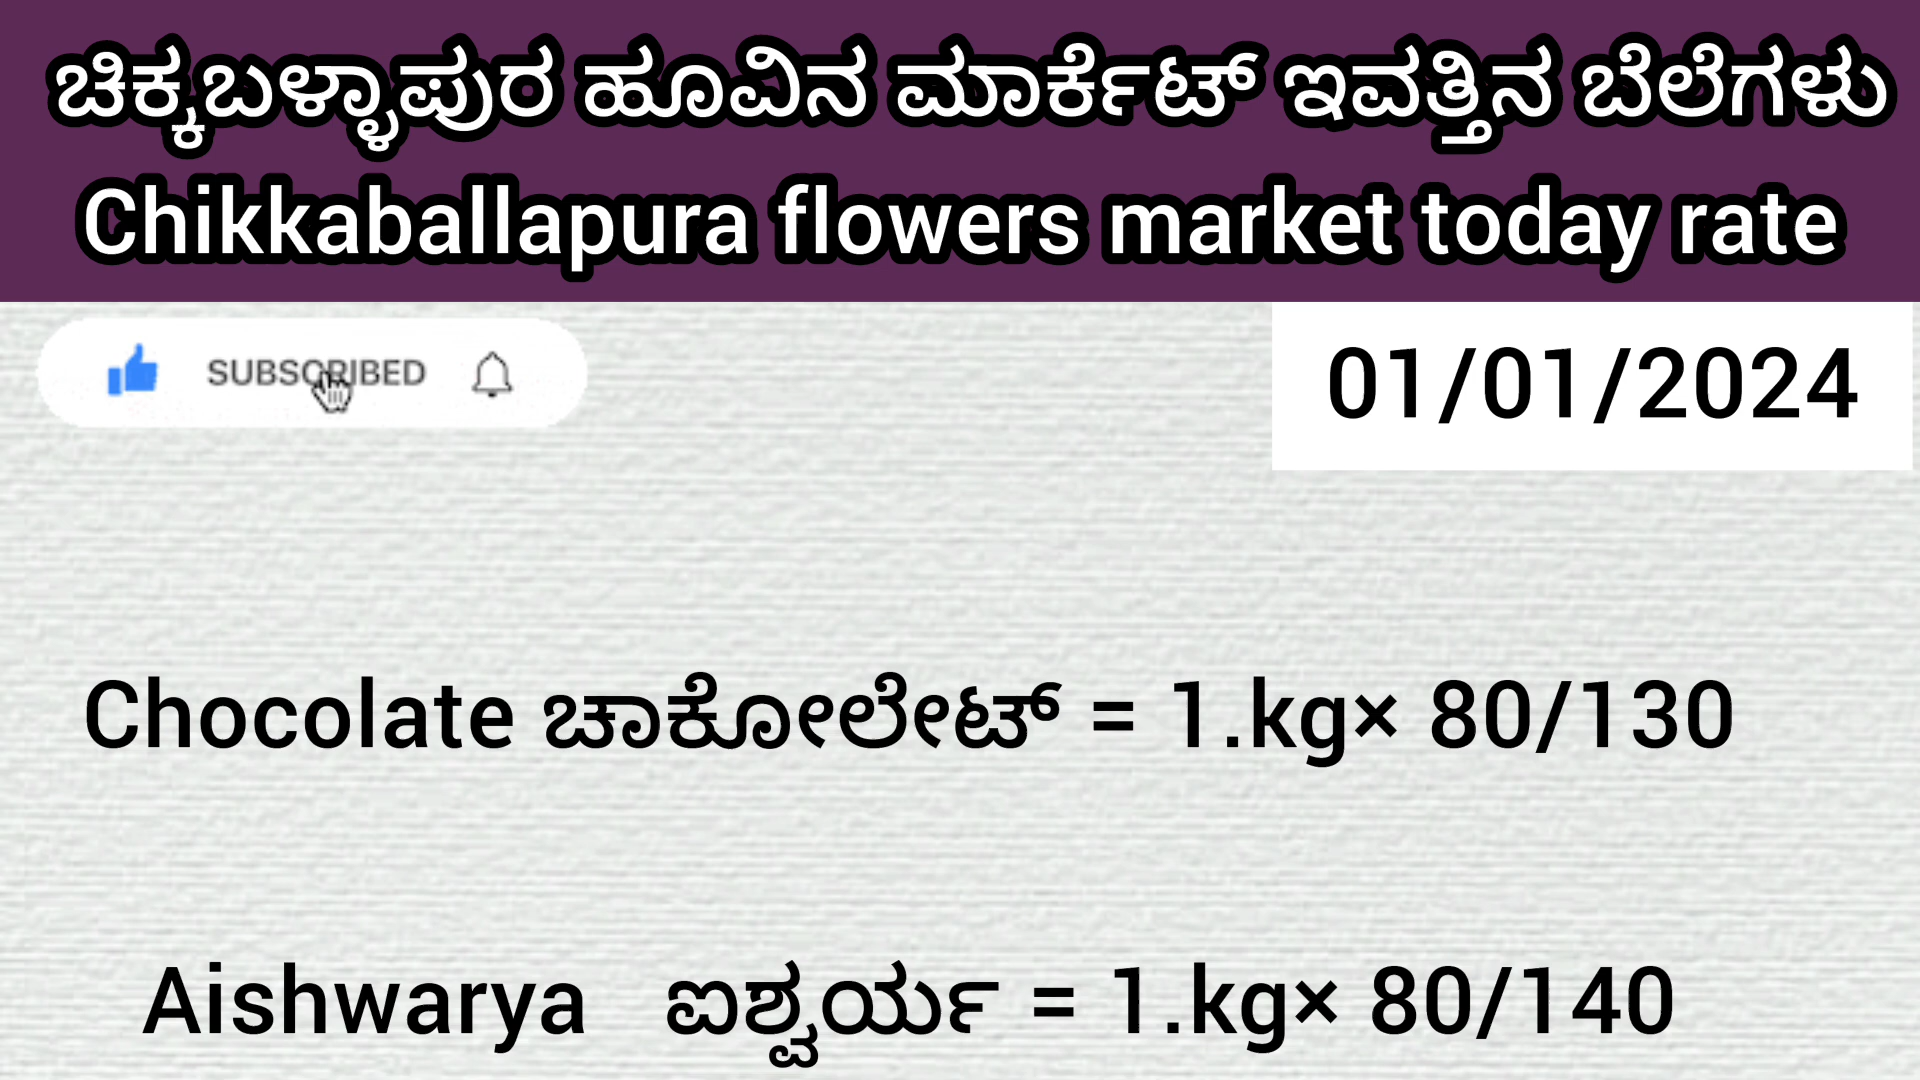 ಚಿಕ್ಕಬಳ್ಳಾಪುರ ಹೂವಿನ ಮಾರ್ಕೆಟ್ ಇವತ್ತಿನ ಬೆಲೆಗಳು
Chikkaballapura flowers market today rate
SUBSCRIBED
01/01/2024
Chocolate ಚಾಕೋಲೇಟ್ = 1.kg× 80/130
Aishwarya ಐಶ್ವರ್ಯ = 1.kg× 80/140